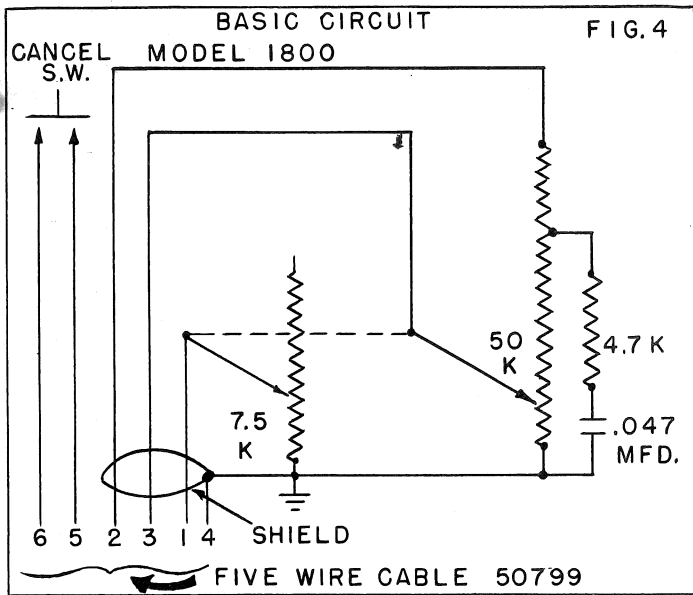 BASIC CIRCUIT
FIG. 4
CANCEL
S.W.
MODEL 1800
50
K
4.7 K
7.5
K
.047
MFD.
6 5 2 3 1 4 SHIELD
FIVE WIRE CABLE 50799